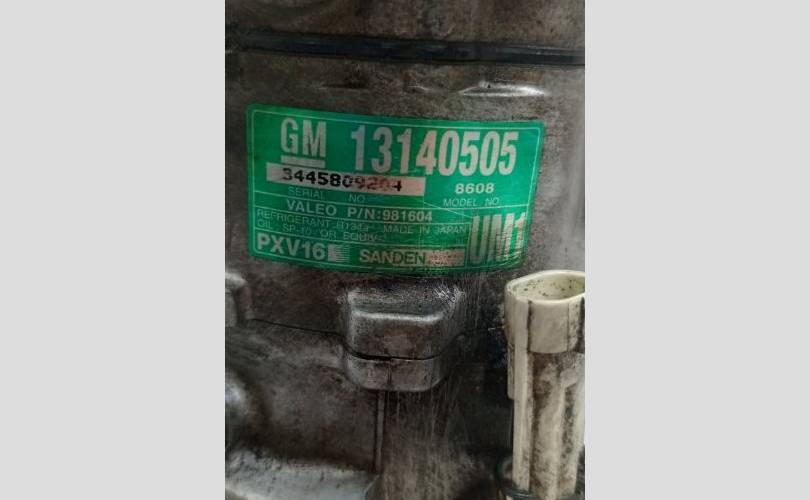 GM 13140505
3445809204 8608
SERIAL NO. MODEL NO.
VALEO P/N:981604
REFRIGERANT:R134a MADE IN JAPAN
OIL: SP-10 OR EQUIV
PXV16 SANDEN UM1